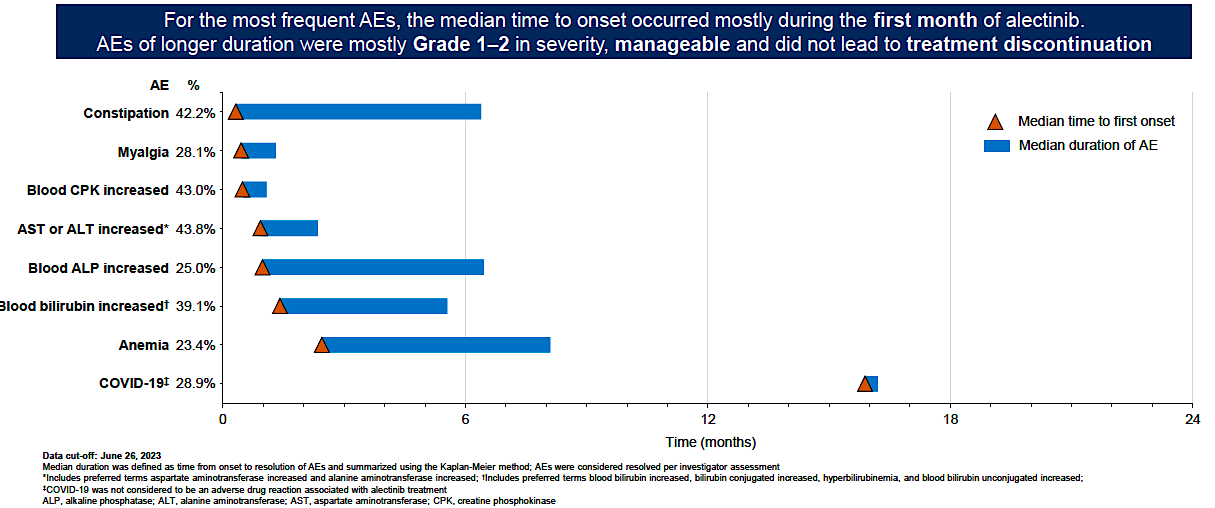 For the most frequent AEs, the median time to onset occurred mostly during the first month of alectinib.
AEs of longer duration were mostly Grade 1–2 in severity, manageable and did not lead to treatment discontinuation
AE %
Constipation 42.2%
Myalgia 28.1%
Blood CPK increased 43.0%
AST or ALT increased* 43.8%
Blood ALP increased 25.0%
Blood bilirubin increased† 39.1%
Anemia 23.4%
COVID-19‡ 28.9%
Median time to first onset
Median duration of AE
0 6 12 18 24
Time (months)
Data cut-off: June 26, 2023
Median duration was defined as time from onset to resolution of AEs and summarized using the Kaplan-Meier method; AEs were considered resolved per investigator assessment
*Includes preferred terms aspartate aminotransferase increased and alanine aminotransferase increased; †Includes preferred terms blood bilirubin increased, bilirubin conjugated increased, hyperbilirubinemia, and blood bilirubin unconjugated increased;
‡COVID-19 was not considered to be an adverse drug reaction associated with alectinib treatment
ALP, alkaline phosphatase; ALT, alanine aminotransferase; AST, aspartate aminotransferase; CPK, creatine phosphokinase